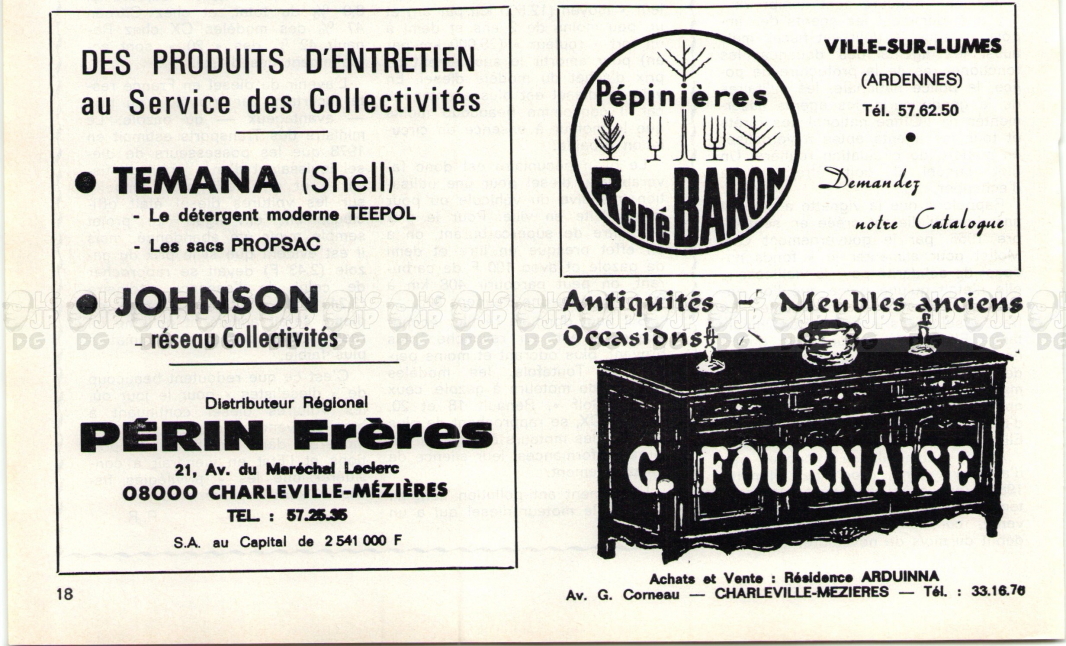 DES PRODUITS D'ENTRETIEN
au Service des Collectivités
● TEMANA (Shell)
- Le détergent moderne TEEPOL
- Les sacs PROPSAC
● JOHNSON
- réseau Collectivités
Distributeur Régional
PÉRIN Frères
21, Av. du Maréchal Leclerc
08000 CHARLEVILLE-MÉZIÈRES
TEL. : 57.25.35
S.A. au Capital de 2 541 000 F
18
Pépinières
René BARON
VILLE-SUR-LUMES
(ARDENNES)
Tél. 57.62.50
Demandez
notre Catalogue
Antiquités - Meubles anciens
Occasions
G. FOURNAISE
Achats et Vente : Résidence ARDUINNA
Av. G. Corneau — CHARLEVILLE-MEZIERES — Tél. : 33.16.76